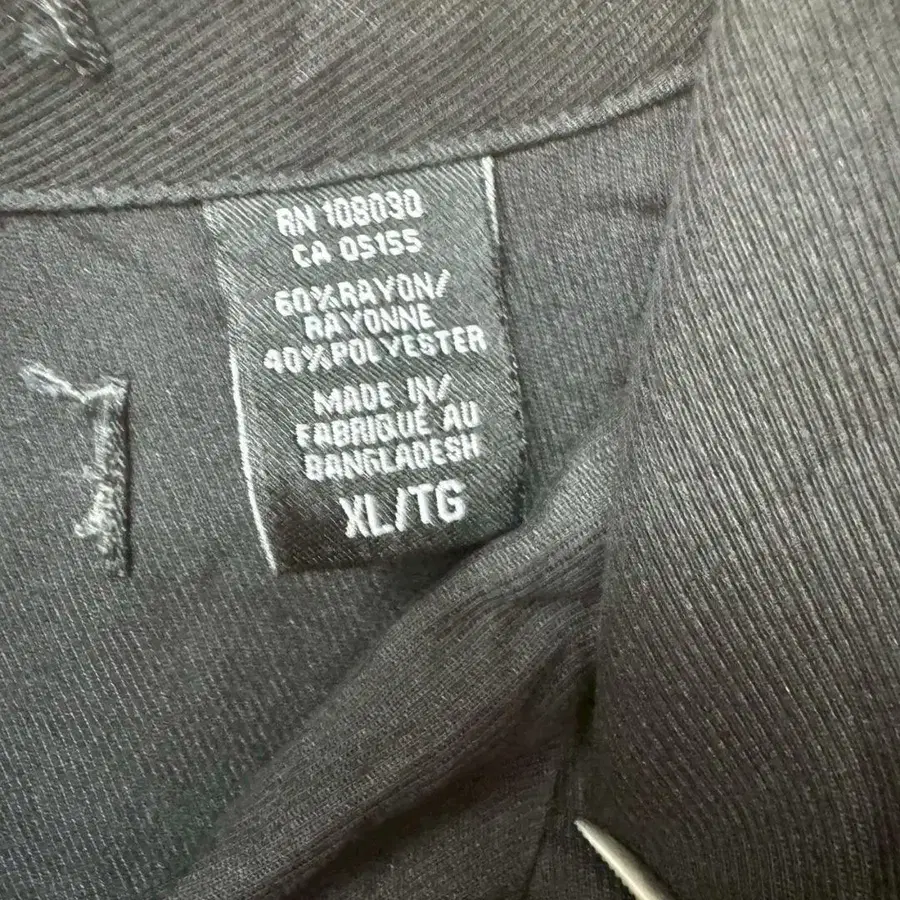 RN 108030
CA 05155
60%RAYON/
RAYONNE
40%POLYESTER
MADE IN/
FABRIQUÉ AU
BANGLADESH
XL/TG